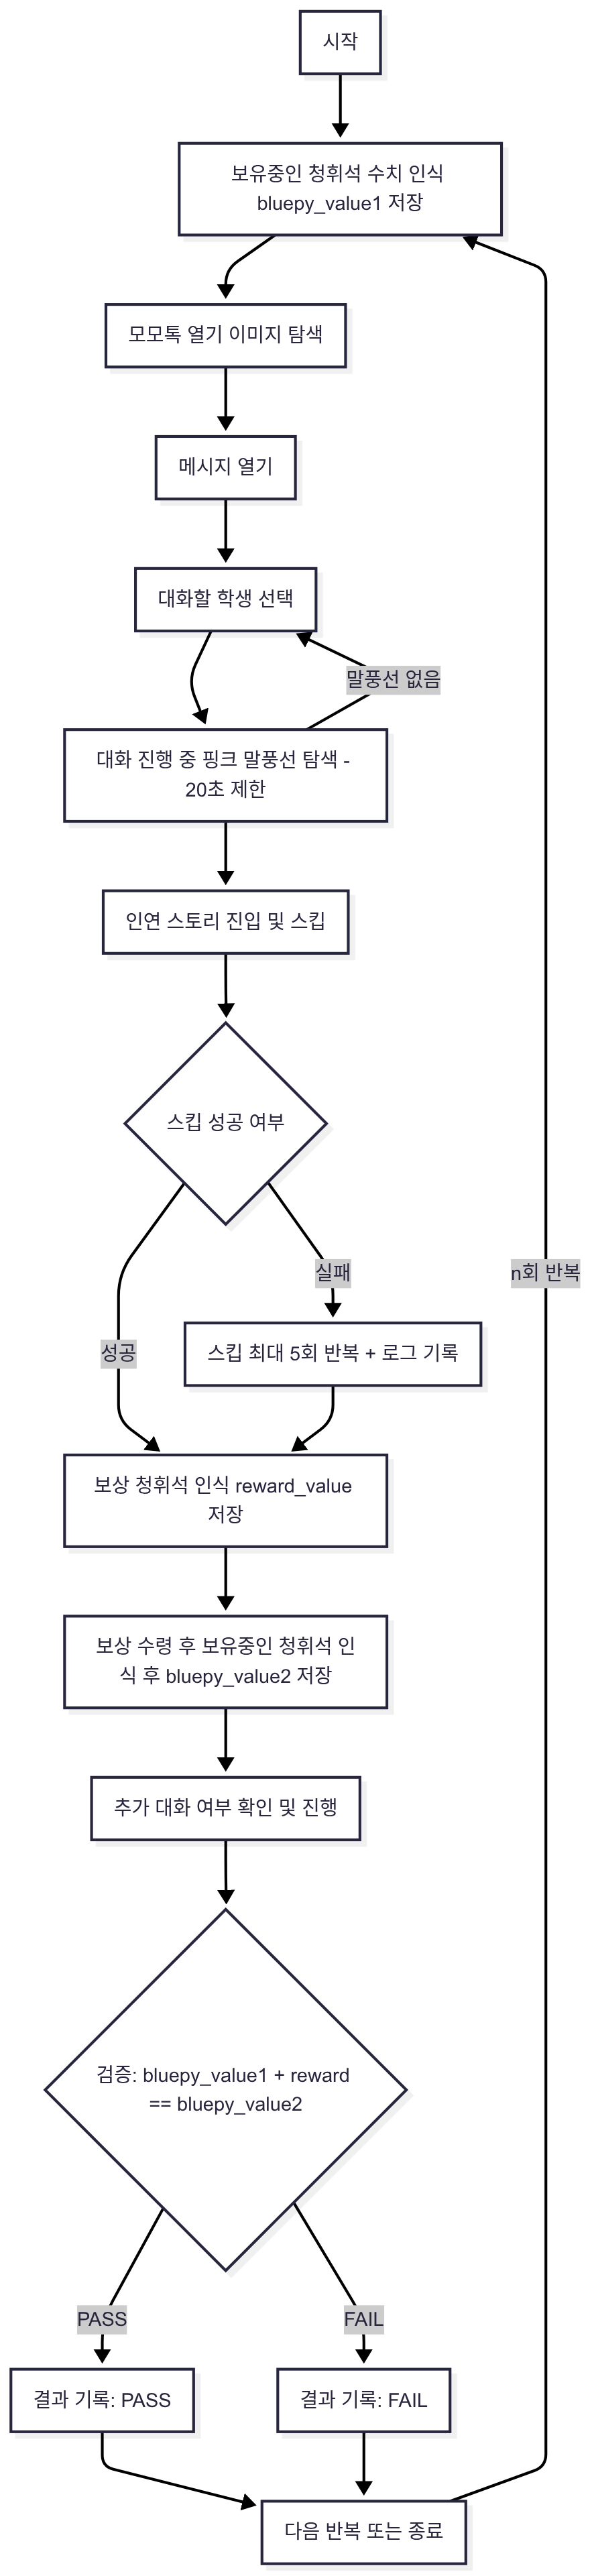 시작
보유중인 청휘석 수치 인식
bluepy_value1 저장
모모톡 열기 이미지 탐색
메시지 열기
대화할 학생 선택
말풍선 없음
대화 진행 중 핑크 말풍선 탐색 -
20초 제한
인연 스토리 진입 및 스킵
스킵 성공 여부
실패
n회 반복
성공
스킵 최대 5회 반복 + 로그 기록
보상 청휘석 인식 reward_value
저장
보상 수령 후 보유중인 청휘석 인
식 후 bluepy_value2 저장
추가 대화 여부 확인 및 진행
검증: bluepy_value1 + reward
== bluepy_value2
PASS
FAIL
결과 기록: PASS
결과 기록: FAIL
다음 반복 또는 종료